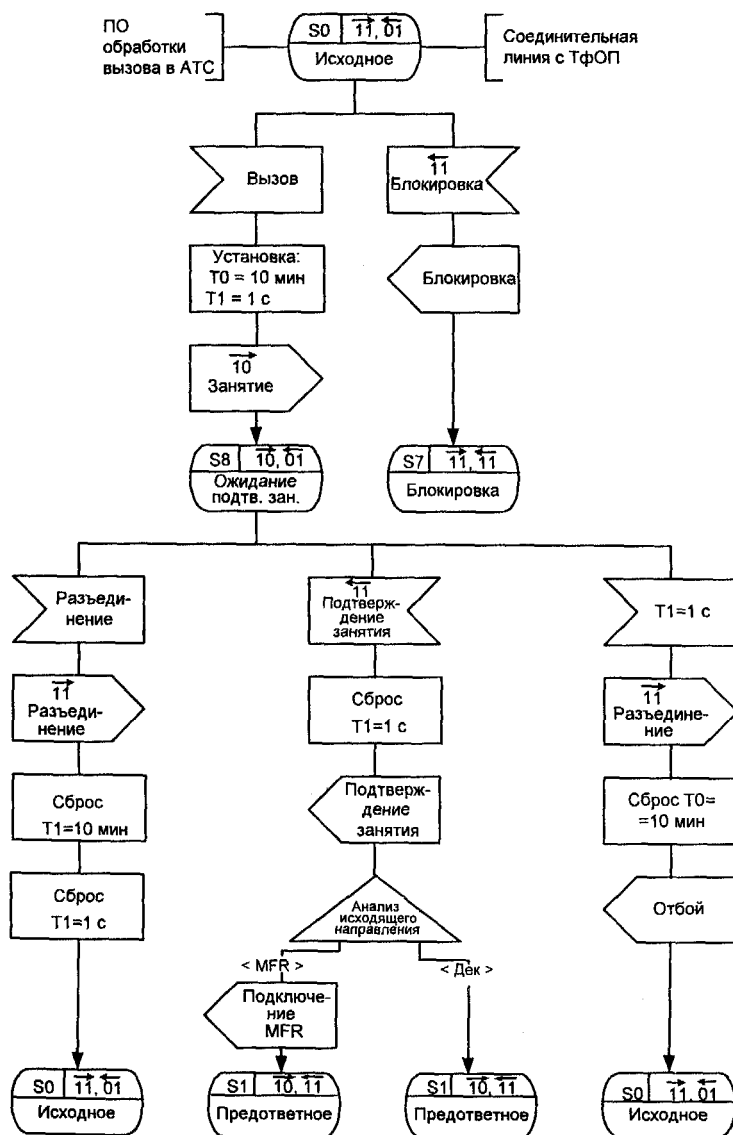 ПО
обработки
вызова в АТС
S0 11, 01
Исходное
Соединительная
линия с ТфОП
Вызов
11
Блокировка
Установка:
T0 = 10 мин
T1 = 1 с
Блокировка
10
Занятие
S8 10, 01
Ожидание
подтв. зан.
S7 11, 11
Блокировка
Разъеди-
нение
11
Подтверж-
дение
занятия
T1=1 с
11
Разъеди-
нение
Сброс
T1=1 с
11
Разъедине-
ние
Сброс
T1=10 мин
Подтверж-
дение
занятия
Сброс T0=
=10 мин
Сброс
T1=1 с
Анализ
исходящего
направления
Отбой
< MFR >
< Дек >
Подключе-
ние
MFR
S0 11, 01
Исходное
S1 10, 11
Предответное
S1 10, 11
Предответное
S0 11, 01
Исходное